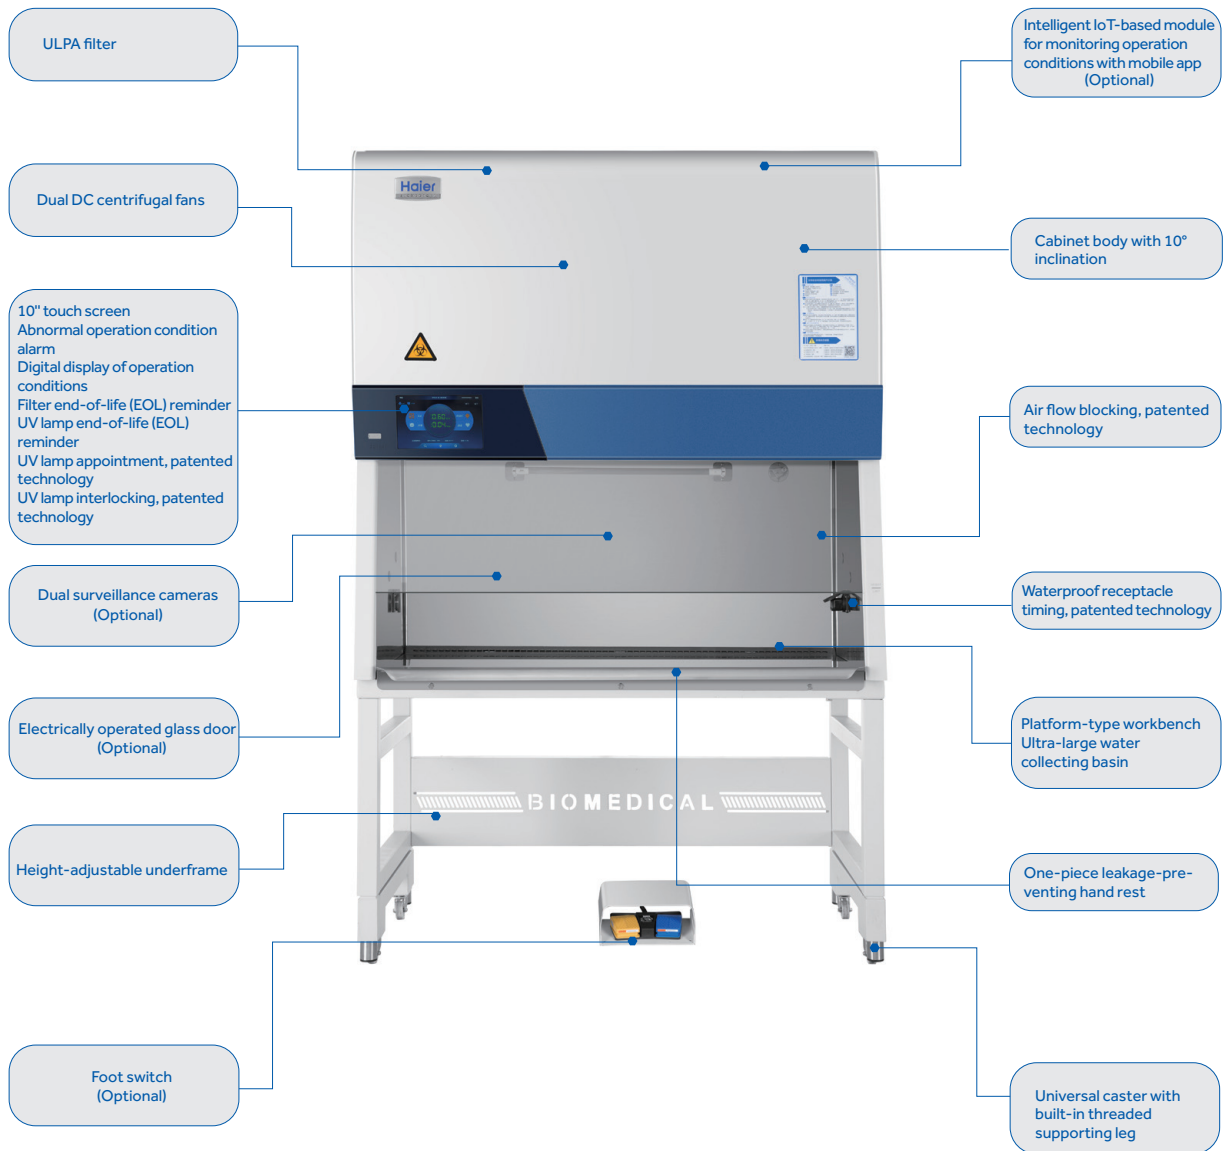 ULPA filter
Dual DC centrifugal fans
10" touch screen
Abnormal operation condition
alarm
Digital display of operation
conditions
Filter end-of-life (EOL) reminder
UV lamp end-of-life (EOL)
reminder
UV lamp appointment, patented
technology
UV lamp interlocking, patented
technology
Dual surveillance cameras
(Optional)
Electrically operated glass door
(Optional)
Height-adjustable underframe
Foot switch
(Optional)
Haier
BIOMEDICAL
Intelligent IoT-based module
for monitoring operation
conditions with mobile app
(Optional)
Cabinet body with 10°
inclination
Air flow blocking, patented
technology
Waterproof receptacle
timing, patented technology
Platform-type workbench
Ultra-large water
collecting basin
One-piece leakage-pre-
venting hand rest
Universal caster with
built-in threaded
supporting leg